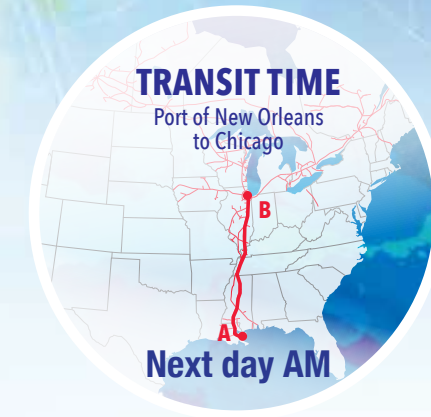 TRANSIT TIME
Port of New Orleans
to Chicago
B
A
Next day AM